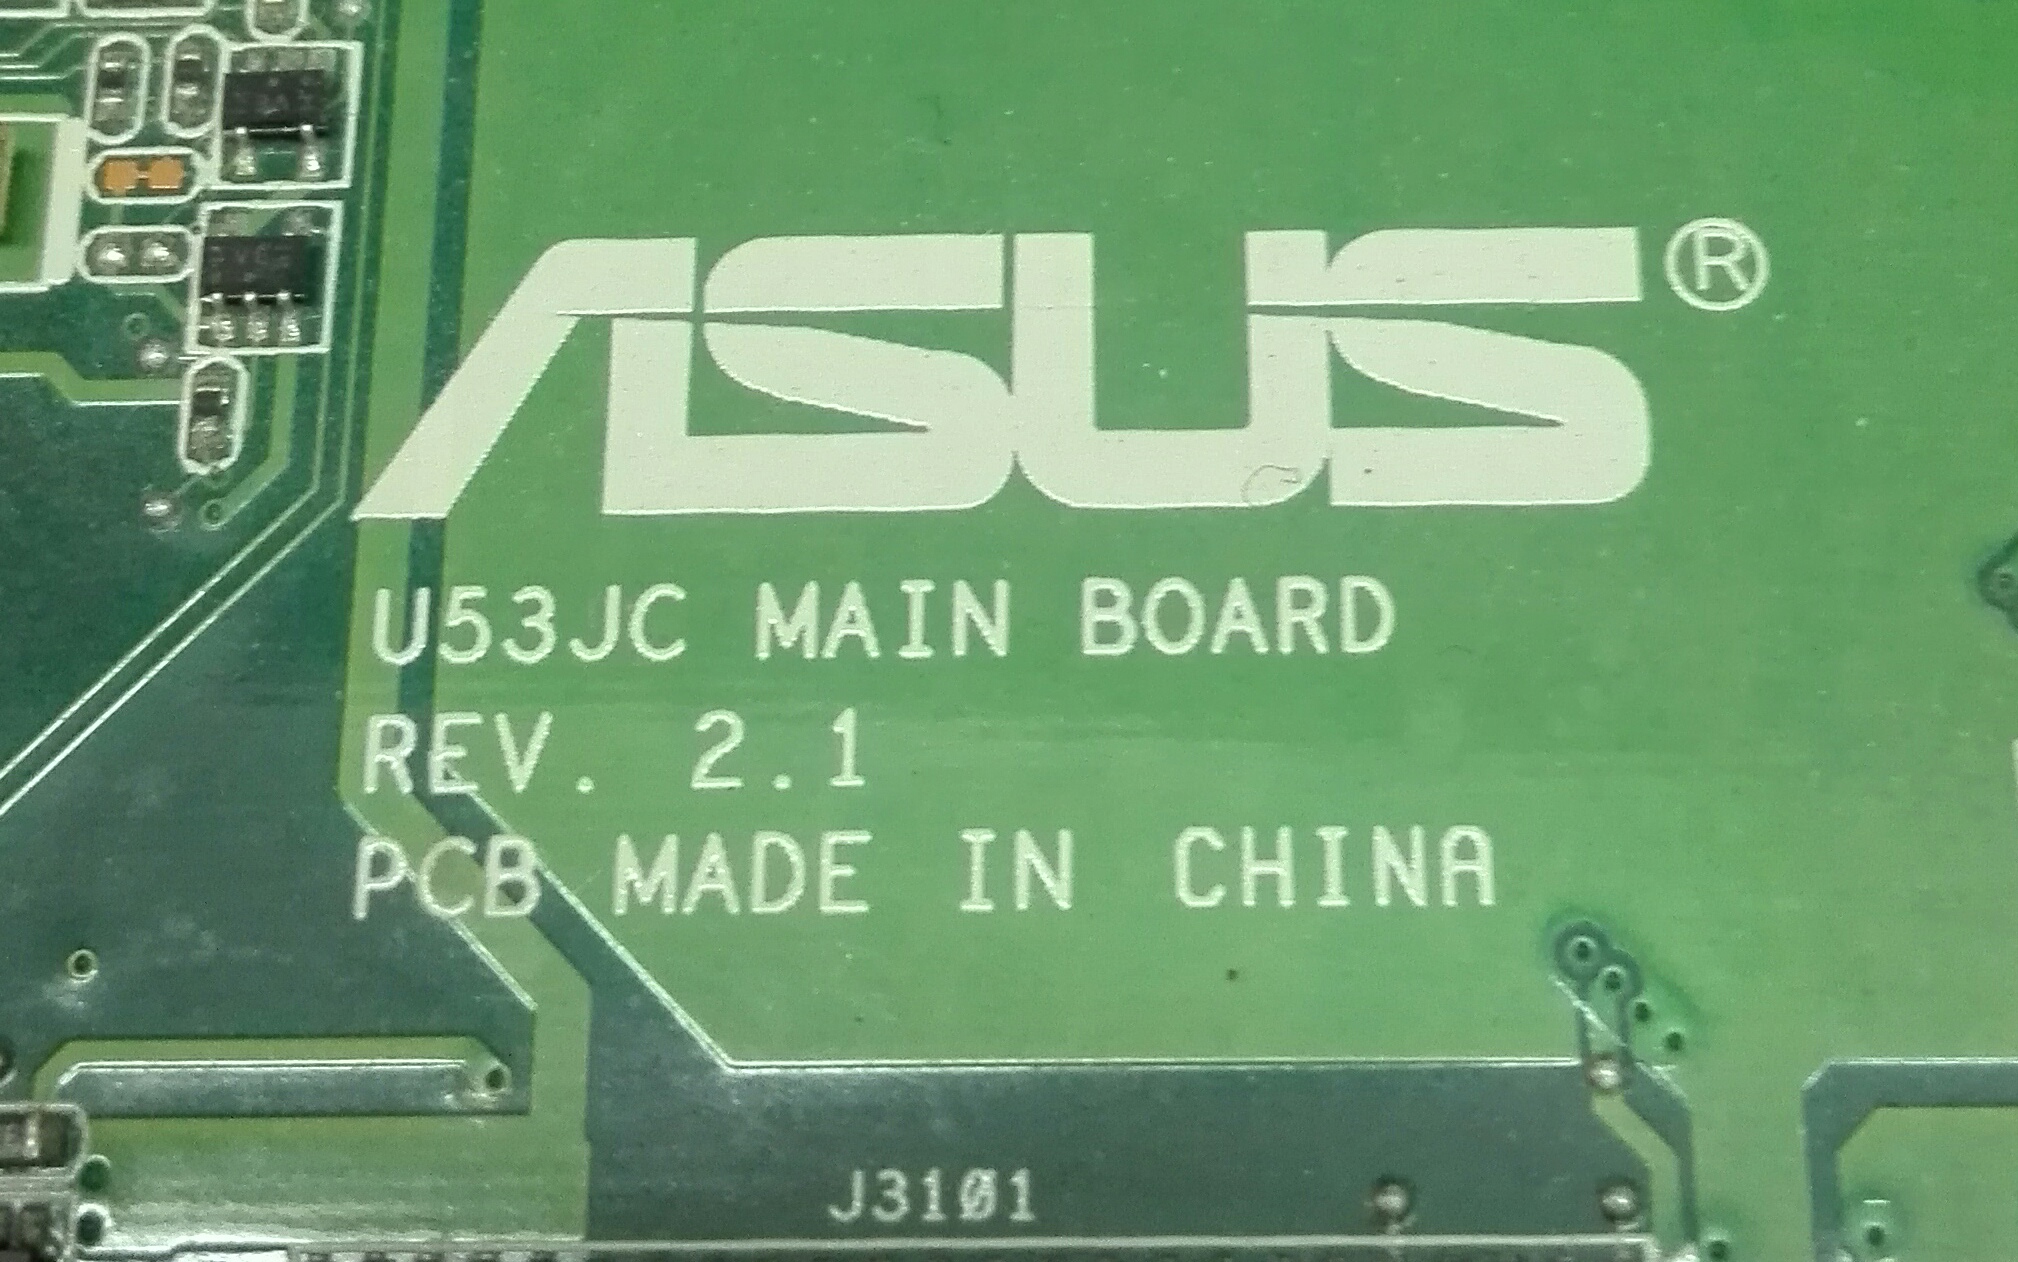 ASUS®
U53JC MAIN BOARD
REV. 2.1
PCB MADE IN CHINA
J3101